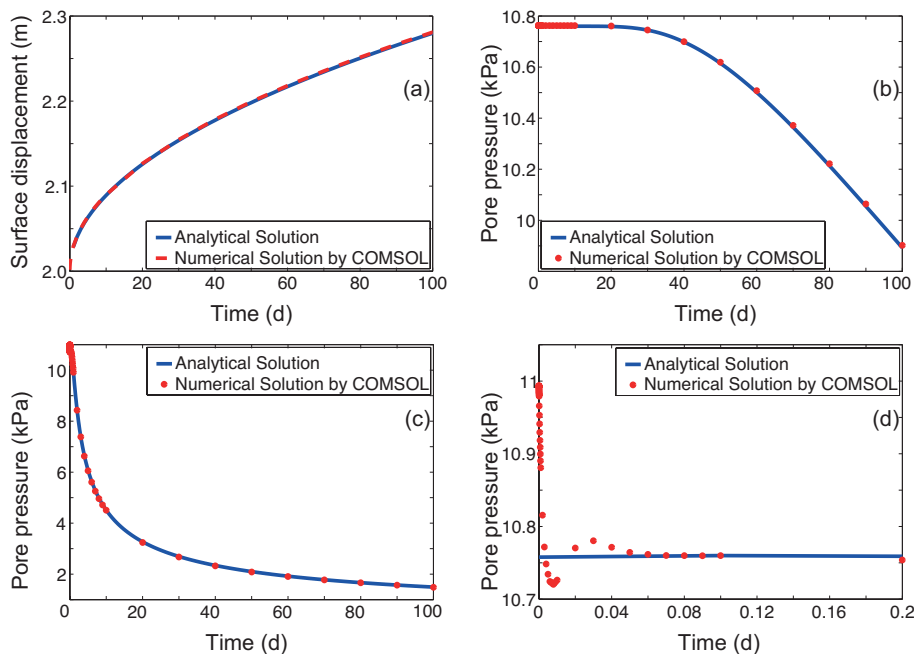 2.3
2.2
2.1
2.0
Surface displacement (m)
(a)
Analytical Solution
Numerical Solution by COMSOL
0 20 40 60 80 100
Time (d)
10.8
10.6
10.4
10.2
10
Pore pressure (kPa)
(b)
Analytical Solution
Numerical Solution by COMSOL
0 20 40 60 80 100
Time (d)
10
8
6
4
2
Pore pressure (kPa)
Analytical Solution
Numerical Solution by COMSOL
(c)
0 20 40 60 80 100
Time (d)
1
10.9
10.8
10.7
Pore pressure (kPa)
Analytical Solution
Numerical Solution by COMSOL
(d)
0 0.04 0.08 0.12 0.16 0.2
Time (d)